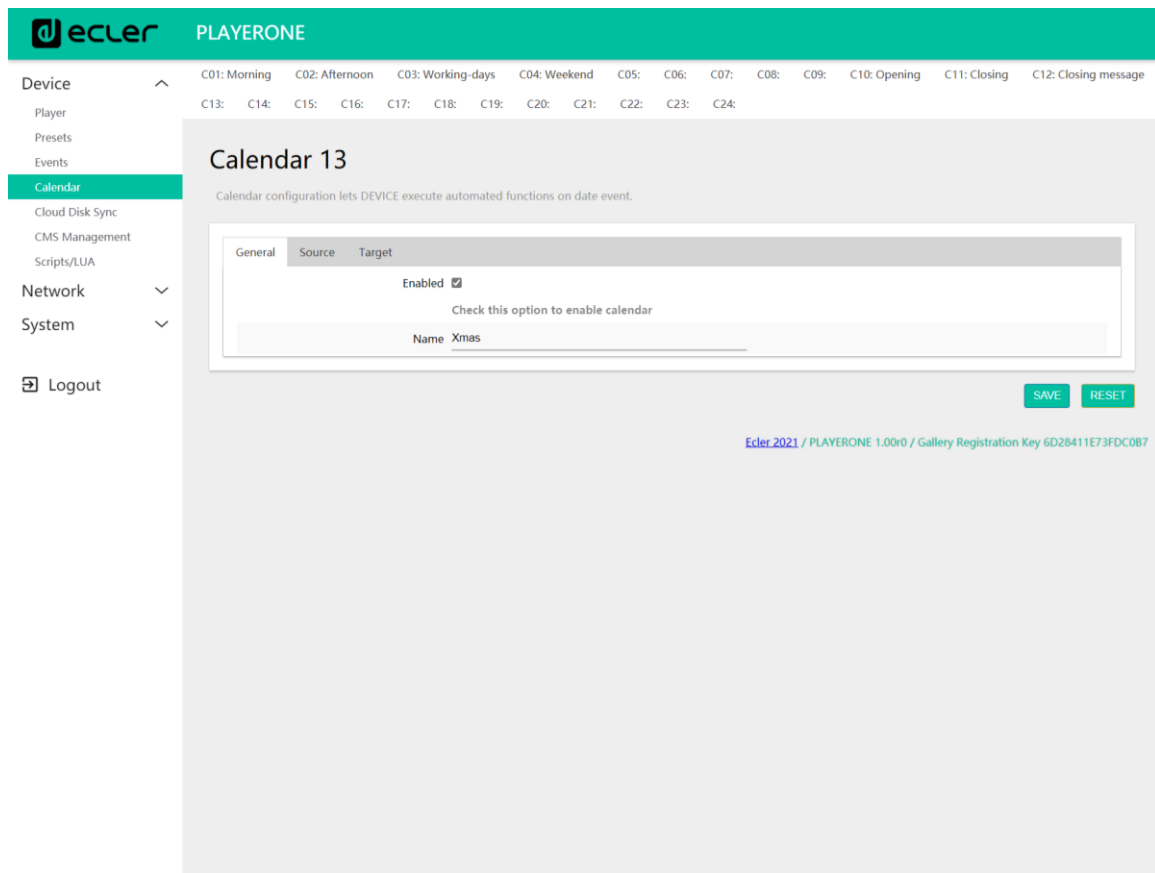 ecler
PLAYERONE
Device
Player
Presets
Events
Calendar
Cloud Disk Sync
CMS Management
Scripts/LUA
Network
System
Logout
C01: Morning C02: Afternoon C03: Working-days C04: Weekend C05: C06: C07: C08: C09: C10: Opening C11: Closing C12: Closing message
C13: C14: C15: C16: C17: C18: C19: C20: C21: C22: C23: C24:
Calendar 13
Calendar configuration lets DEVICE execute automated functions on date event.
General Source Target
Enabled
Check this option to enable calendar
Name Xmas
SAVE RESET
Ecler 2021 / PLAYERONE 1.00r0 / Gallery Registration Key 6D28411E73FDC0B7